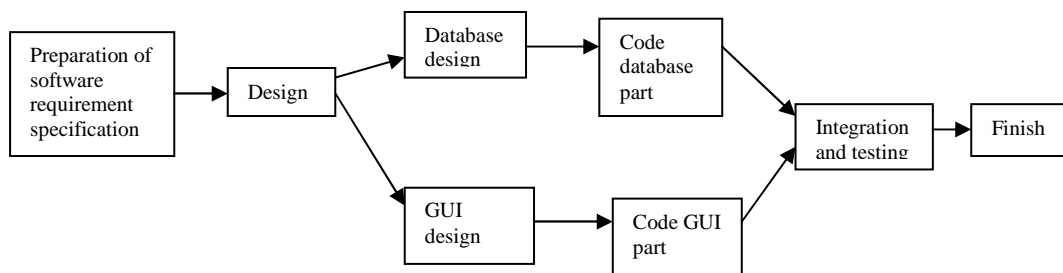 Preparation of
software
requirement
specification
Design
Database
design
Code
database
part
GUI
design
Code GUI
part
Integration
and testing
Finish